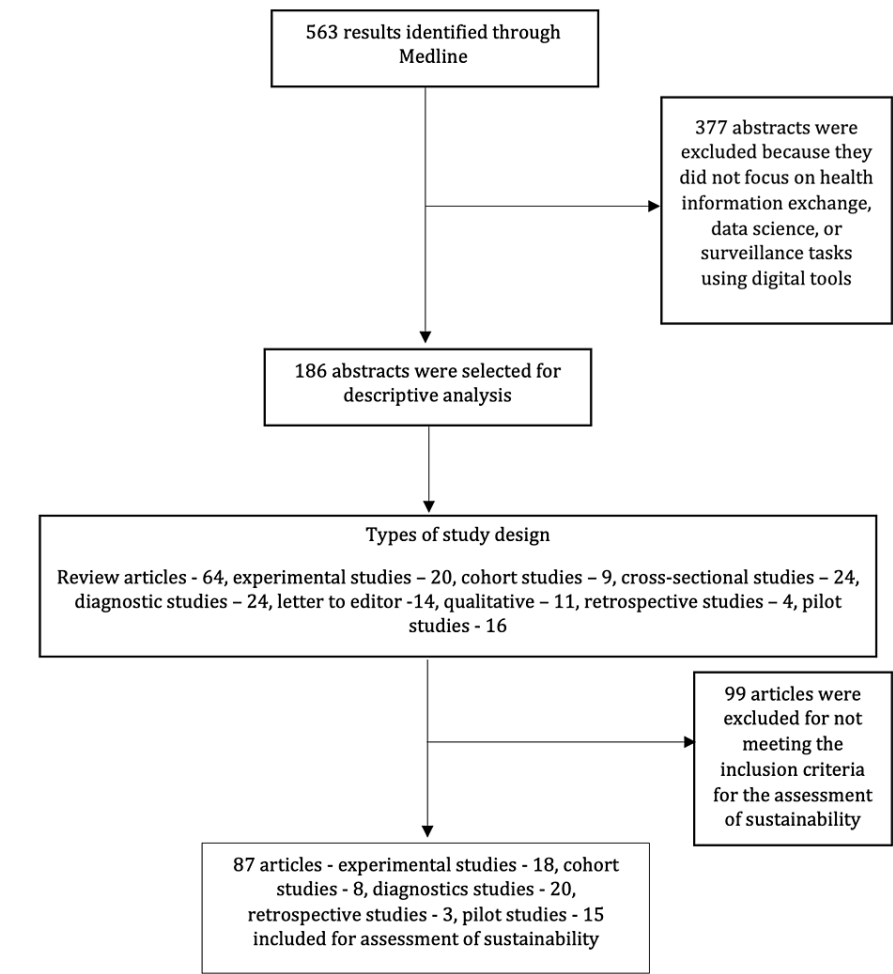 563 results identified through
Medline
377 abstracts were
excluded because they
did not focus on health
information exchange,
data science, or
surveillance tasks
using digital tools
186 abstracts were selected for
descriptive analysis
Types of study design
Review articles - 64, experimental studies – 20, cohort studies – 9, cross-sectional studies – 24,
diagnostic studies – 24, letter to editor -14, qualitative – 11, retrospective studies – 4, pilot
studies - 16
99 articles were
excluded for not
meeting the
inclusion criteria
for the assessment
of sustainability
87 articles - experimental studies - 18, cohort
studies - 8, diagnostics studies - 20,
retrospective studies - 3, pilot studies - 15
included for assessment of sustainability